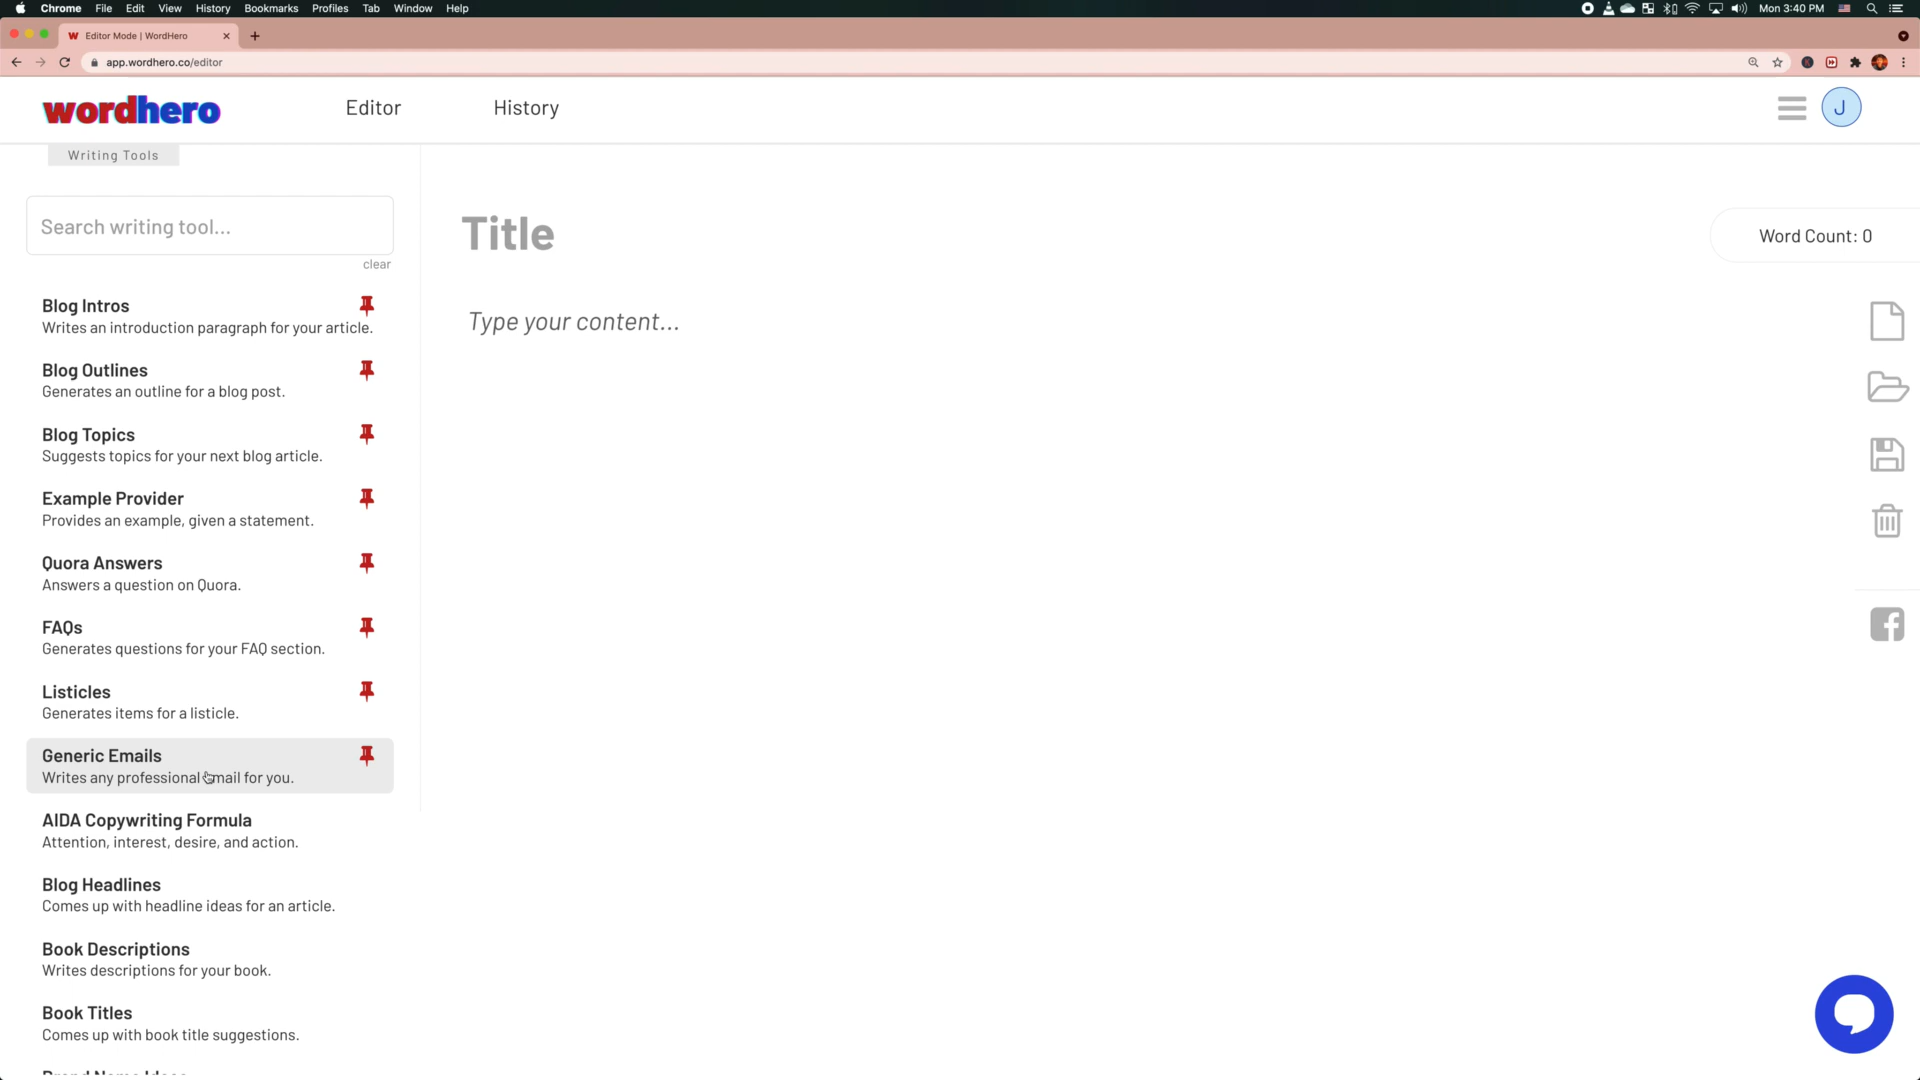 Chrome File Edit View History Bookmarks Profiles Tab Window Help
Mon 3:40 PM
W Editor Mode | WordHero
app.wordhero.co/editor
wordhero
Editor
History
J
Writing Tools
Search writing tool...
clear
Blog Intros
Writes an introduction paragraph for your article.
Blog Outlines
Generates an outline for a blog post.
Blog Topics
Suggests topics for your next blog article.
Example Provider
Provides an example, given a statement.
Quora Answers
Answers a question on Quora.
FAQs
Generates questions for your FAQ section.
Listicles
Generates items for a listicle.
Generic Emails
Writes any professional email for you.
AIDA Copywriting Formula
Attention, interest, desire, and action.
Blog Headlines
Comes up with headline ideas for an article.
Book Descriptions
Writes descriptions for your book.
Book Titles
Comes up with book title suggestions.
Title
Type your content...
Word Count: 0